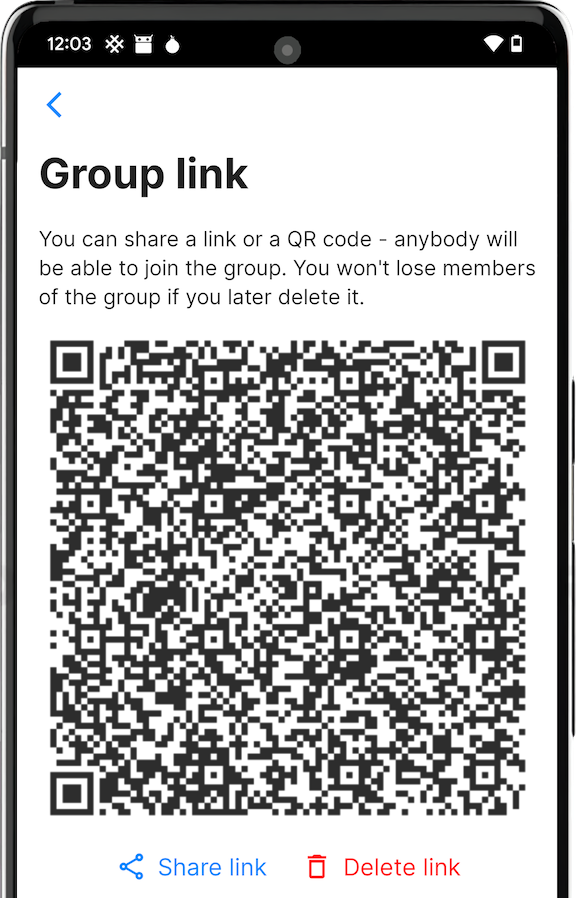 12:03
Group link
You can share a link or a QR code - anybody will
be able to join the group. You won't lose members
of the group if you later delete it.
Share link
Delete link